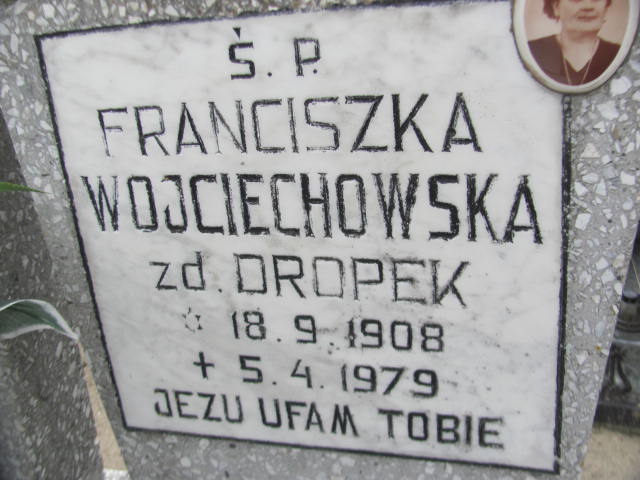 Ś. P.
FRANCISZKA
WOJCIECHOWSKA
zd. DROPEK
18. 9. 1908
+ 5. 4. 1979
JEZU UFAM TOBIE